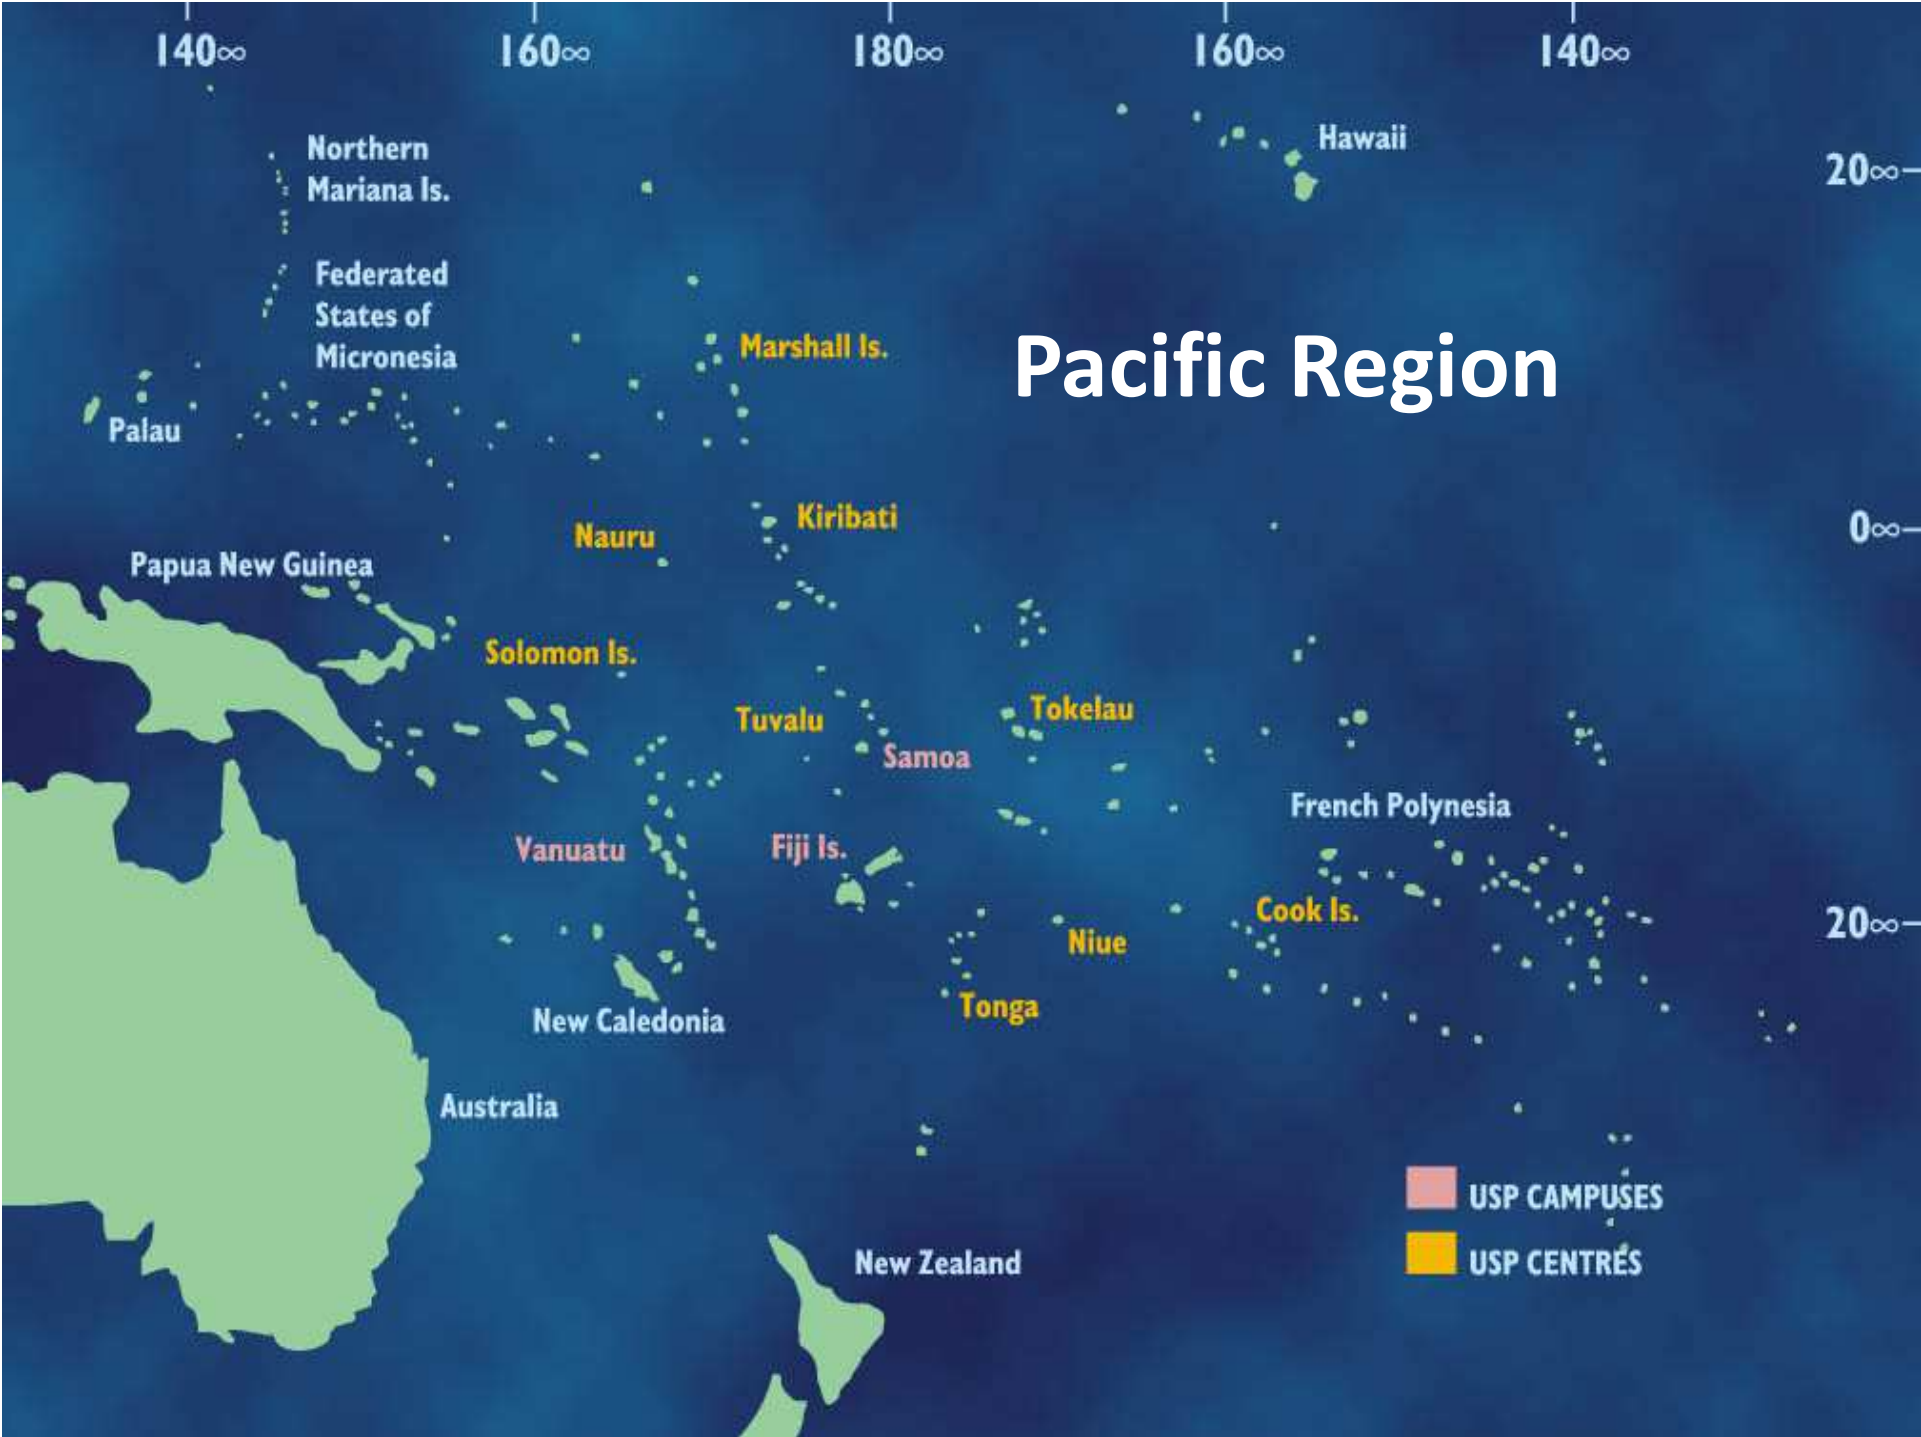 140∞ 160∞ 180∞ 160∞ 140∞
Hawaii
Northern
Mariana Is.
20∞
Federated
States of
Micronesia
Marshall Is.
Pacific Region
Palau
Kiribati
Nauru
0∞
Papua New Guinea
Solomon Is.
Tokelau
Tuvalu
Samoa
French Polynesia
Vanuatu
Fiji Is.
Cook Is.
20∞
Niue
Tonga
New Caledonia
Australia
USP CAMPUSES
New Zealand
USP CENTRES